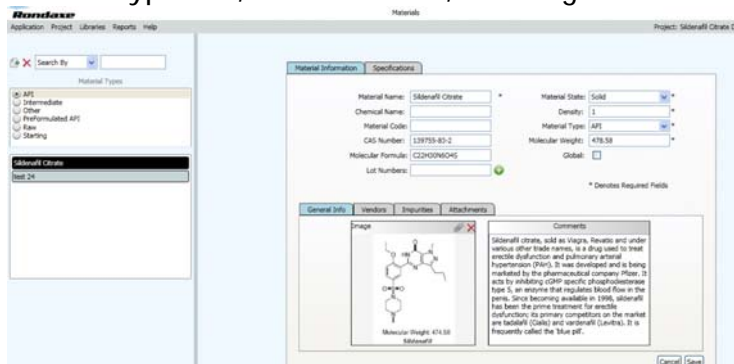 Rondaxe
Materials
Application Project Libraries Reports Help
Project: Sildenafil Citrate D
Search By
Material Types
API
Intermediate
Other
Preformulated API
Raw
Starting
Sildenafil Citrate
test 24
Material Information Specifications
Material Name: Sildenafil Citrate * Material State: Solid *
Chemical Name: Density: 1 *
Material Code: Material Type: API *
CAS Number: 139755-83-2 Molecular Weight: 478.58 *
Molecular Formula: C22H30N6O4S Global:
Lot Numbers:
* Denotes Required Fields
General Info Vendors Impurities Attachments
Image
Molecular Weight: 474.58
Sildenafil
Comments
Sildenafil citrate, sold as Viagra, Revatio and under
various other trade names, is a drug used to treat
erectile dysfunction and pulmonary arterial
hypertension (PAH). It was developed and is being
marketed by the pharmaceutical company Pfizer. It
acts by inhibiting cGMP specific phosphodiesterase
type 5, an enzyme that regulates blood flow in the
penis. Since becoming available in 1998, sildenafil
has been the prime treatment for erectile
dysfunction; its primary competitors on the market
are tadalafil (Cialis) and vardenafil (Levitra). It is
frequently called the 'blue pill'.
Cancel Save